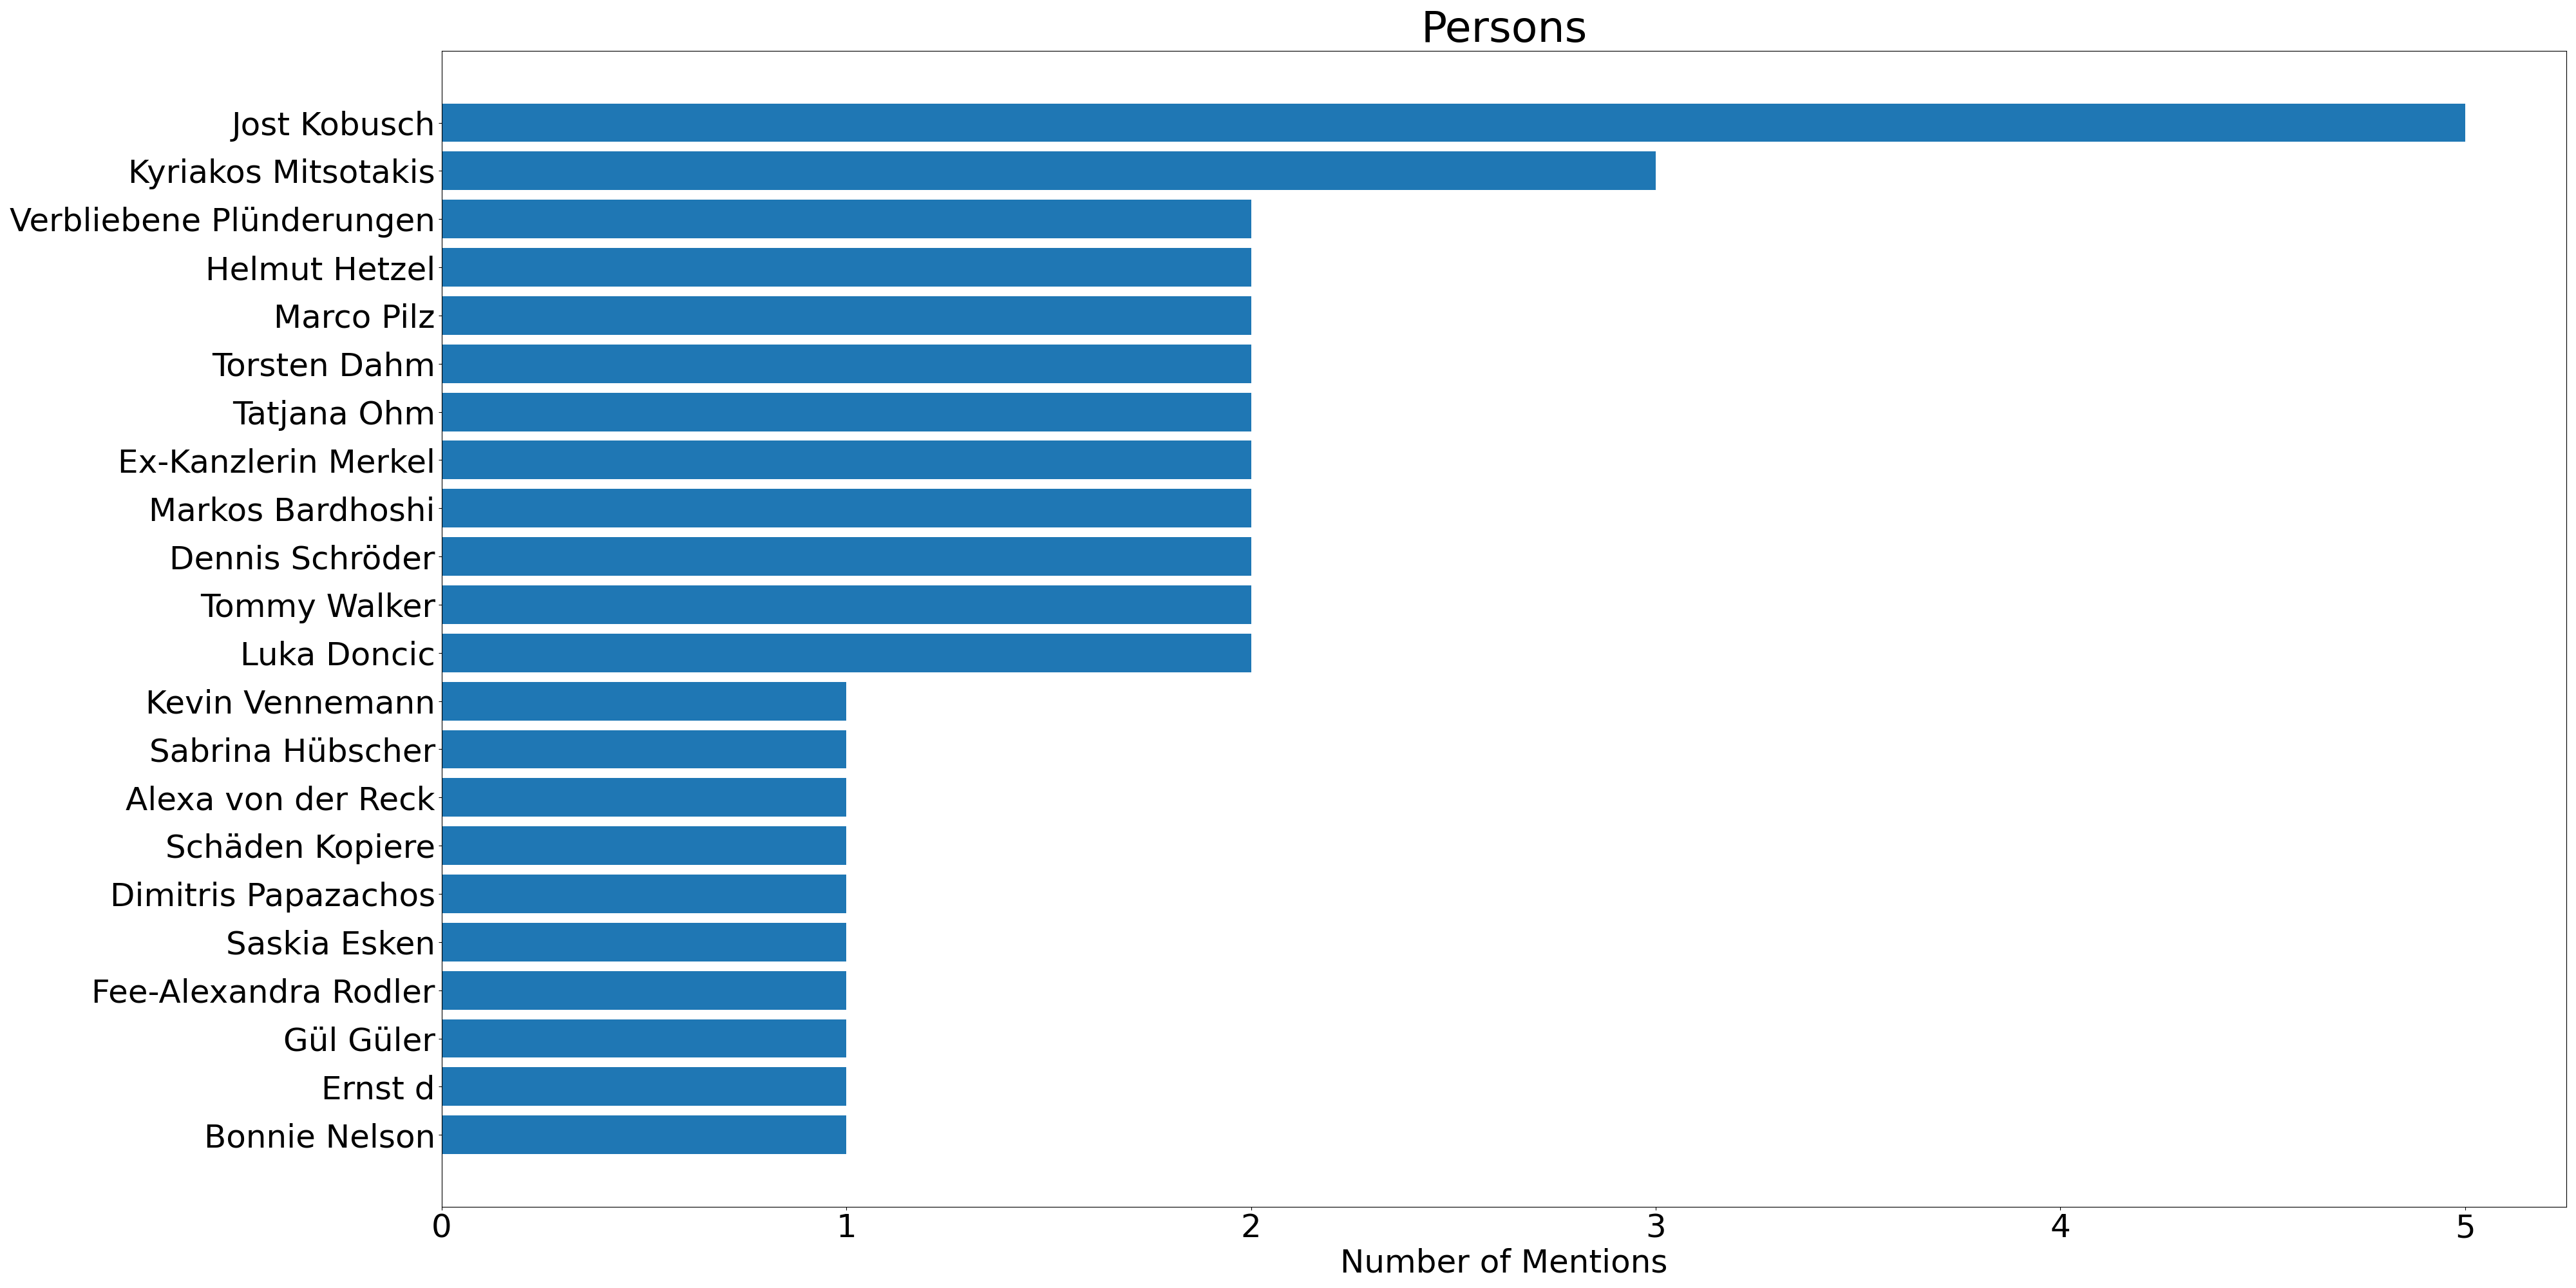 Persons
Jost Kobusch
Kyriakos Mitsotakis
Verbliebene Plünderungen
Helmut Hetzel
Marco Pilz
Torsten Dahm
Tatjana Ohm
Ex-Kanzlerin Merkel
Markos Bardhoshi
Dennis Schröder
Tommy Walker
Luka Doncic
Kevin Vennemann
Sabrina Hübscher
Alexa von der Reck
Schäden Kopiere
Dimitris Papazachos
Saskia Esken
Fee-Alexandra Rodler
Gül Güler
Ernst d
Bonnie Nelson
0 1 2 3 4 5
Number of Mentions